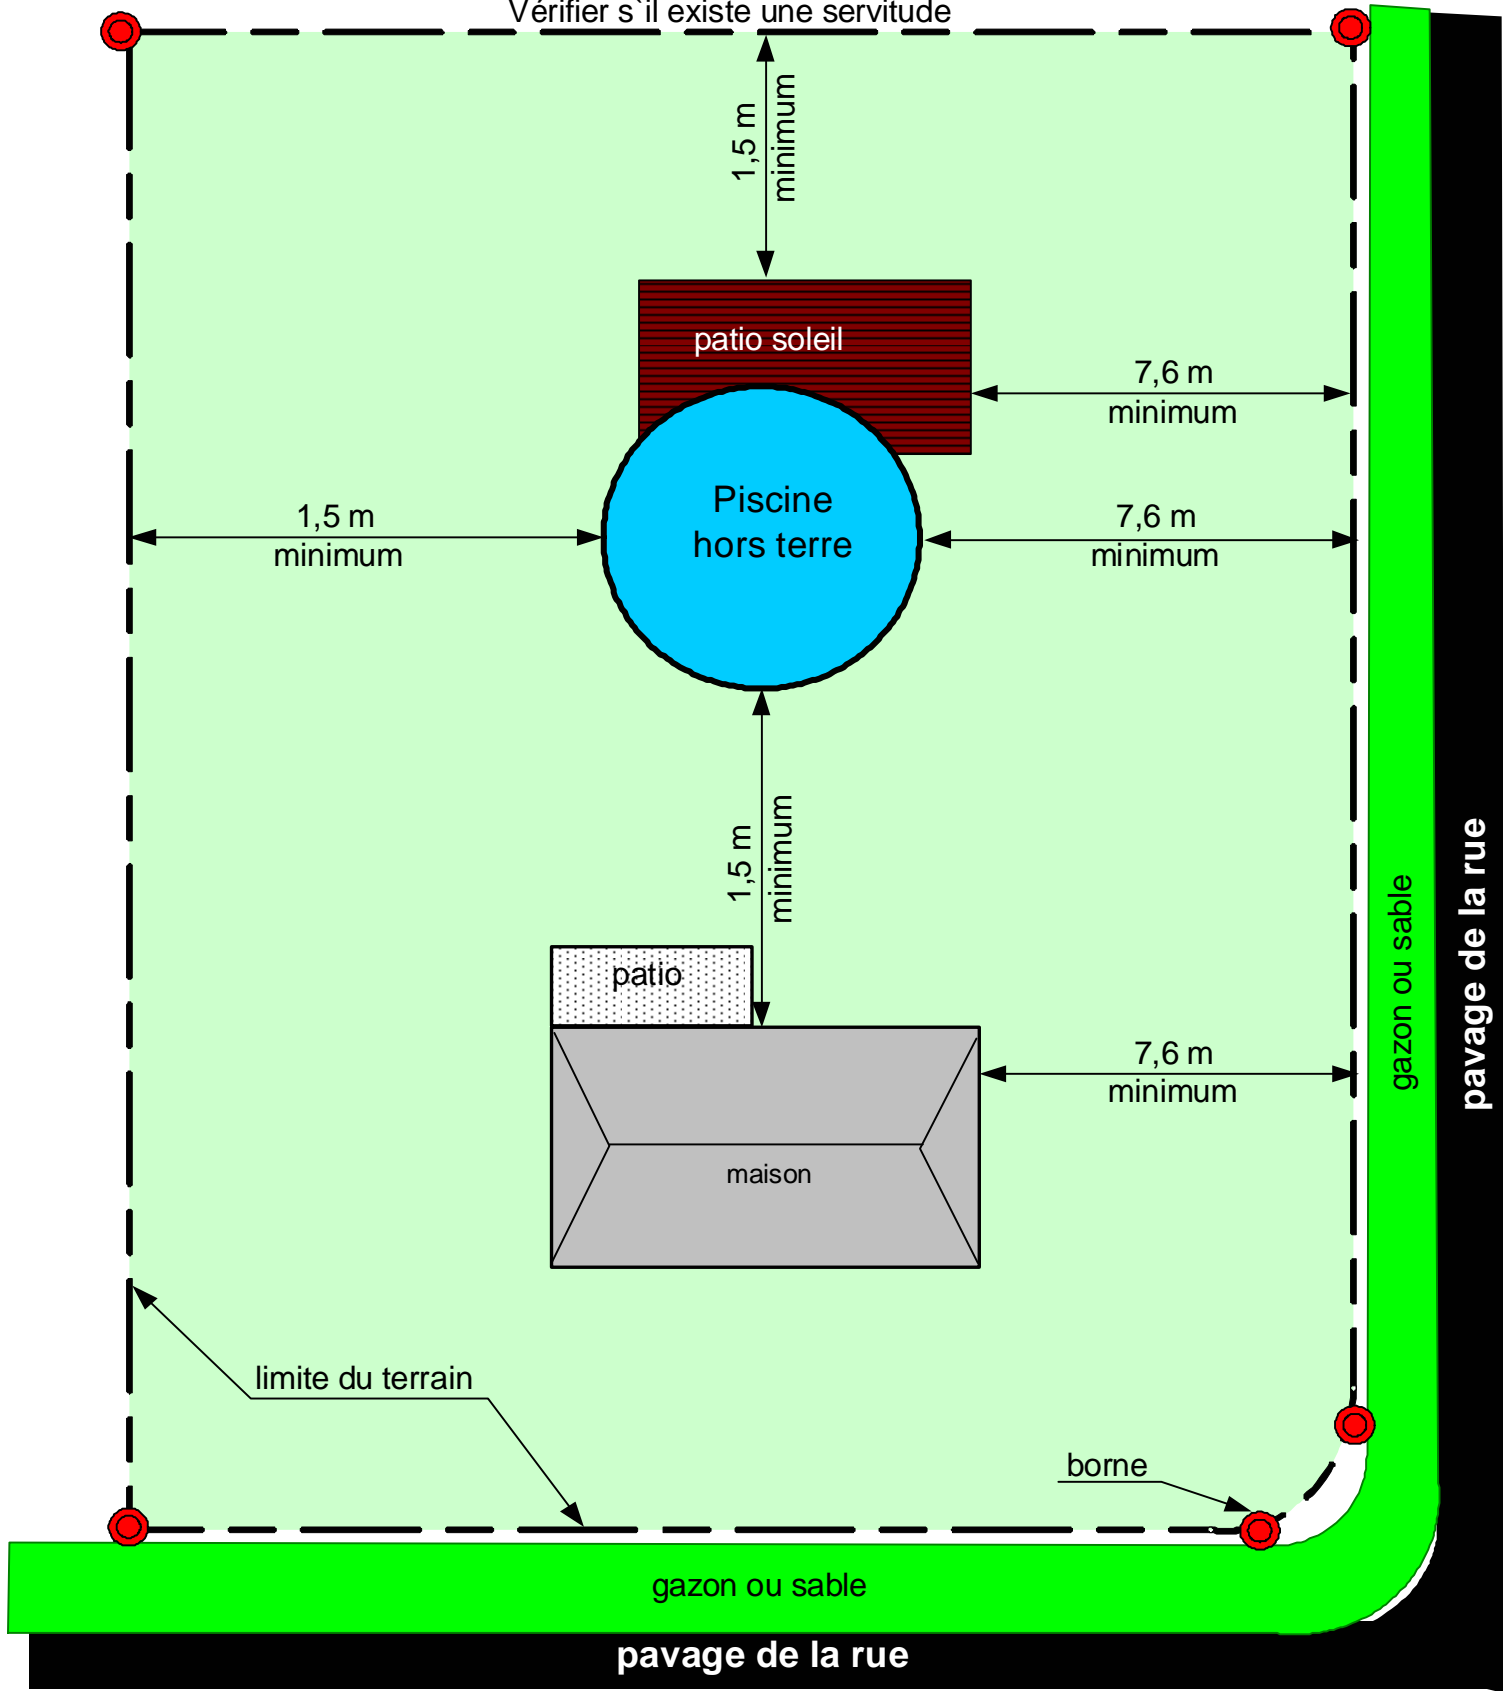 Vérifier s`il existe une servitude
1,5 m
minimum
patio soleil
7,6 m
minimum
Piscine
hors terre
1,5 m
minimum
7,6 m
minimum
1,5 m
minimum
patio
maison
7,6 m
minimum
gazon ou sable
pavage de la rue
limite du terrain
borne
gazon ou sable
pavage de la rue